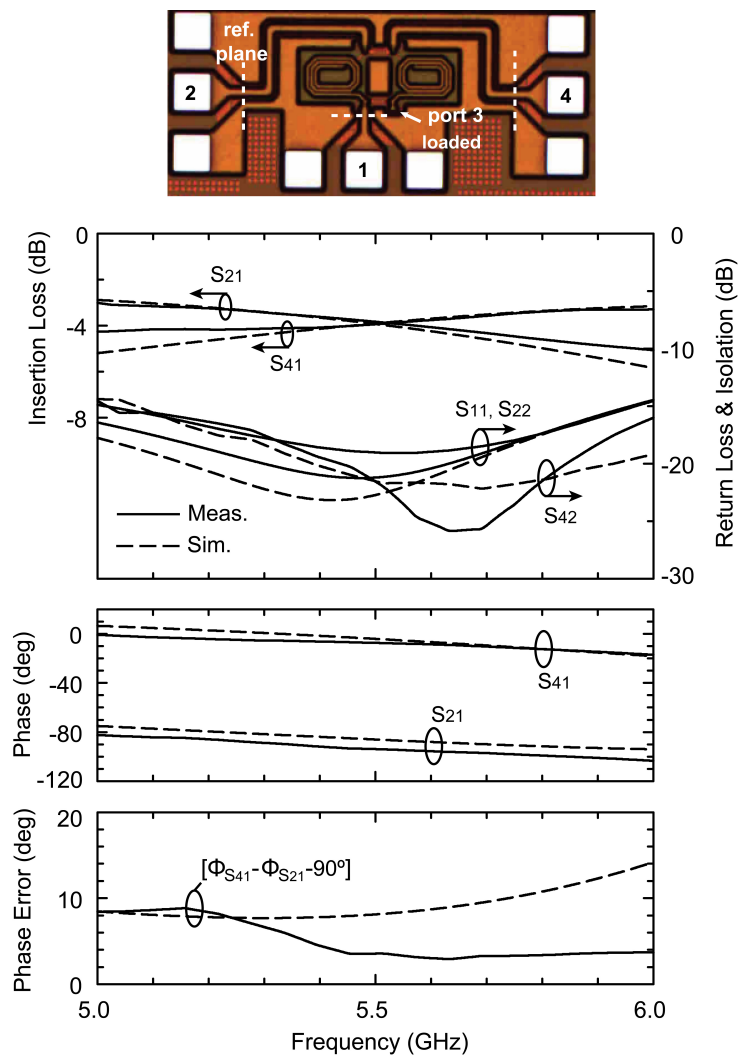 ref.
plane
2
4
port 3
loaded
1
0
0
Insertion Loss (dB)
Return Loss & Isolation (dB)
S21
-4
S41
-10
-8
S11, S22
-20
S42
Meas.
Sim.
-30
Phase (deg)
0
S41
-40
S21
-80
-120
Phase Error (deg)
20
[ΦS41-ΦS21-90º]
10
0
5.0 5.5 6.0
Frequency (GHz)